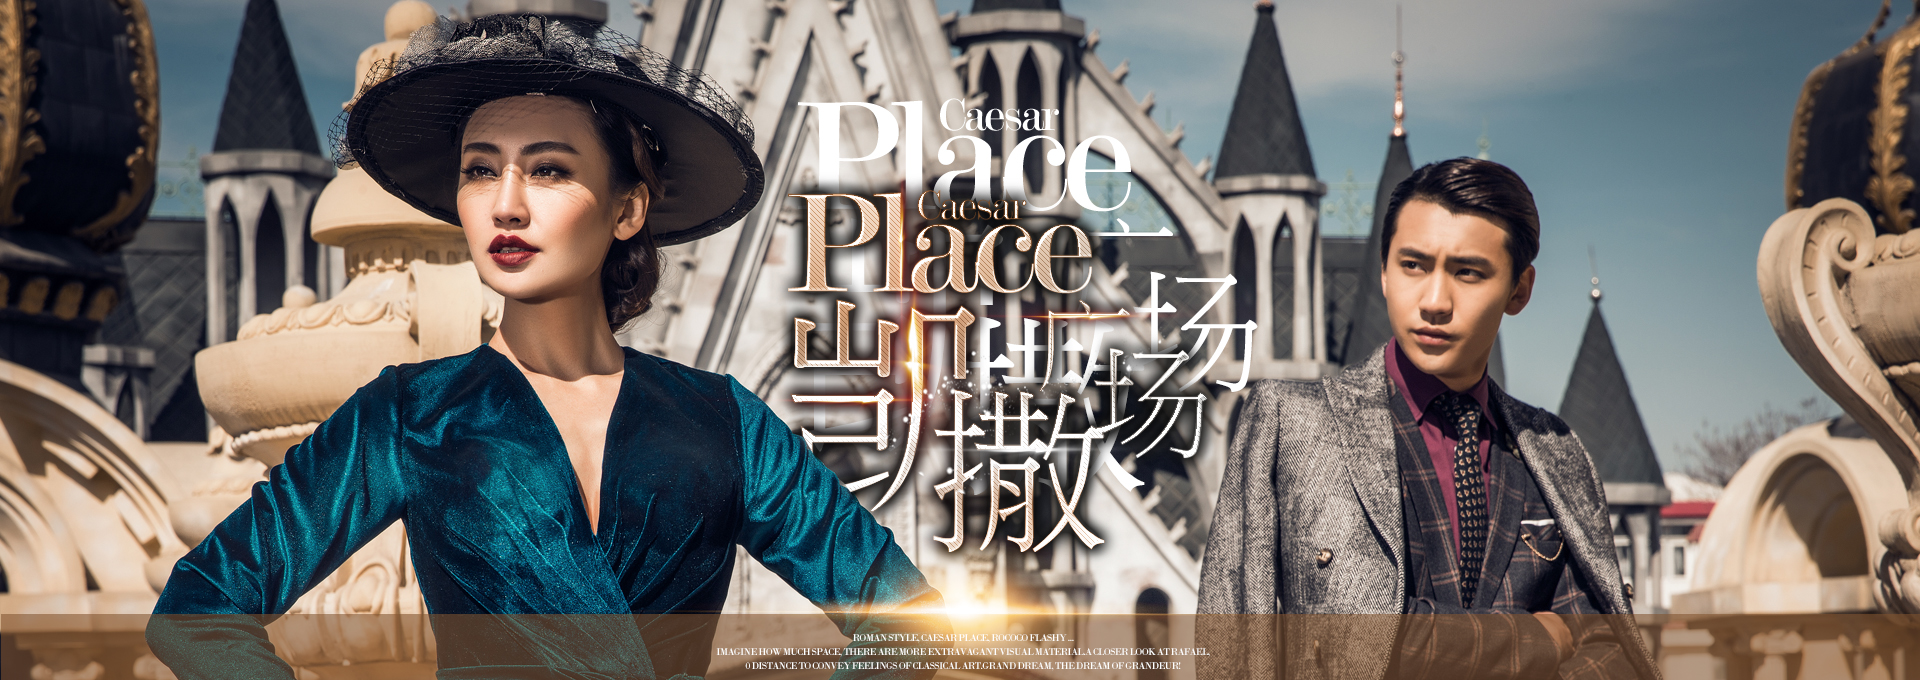 Caesar
Place
Caesar
Place
凯撒广场
凯撒广场
ROMAN STYLE, CAESAR PLACE, ROCOCO FLASHY ...
IMAGINE HOW MUCH SPACE, THERE ARE MORE EXTRAVAGANT VISUAL MATERIAL.A CLOSER LOOK AT RAFAEL.
0 DISTANCE TO CONVEY FEELINGS OF CLASSICAL ART.GRAND DREAM, THE DREAM OF GRANDEUR!